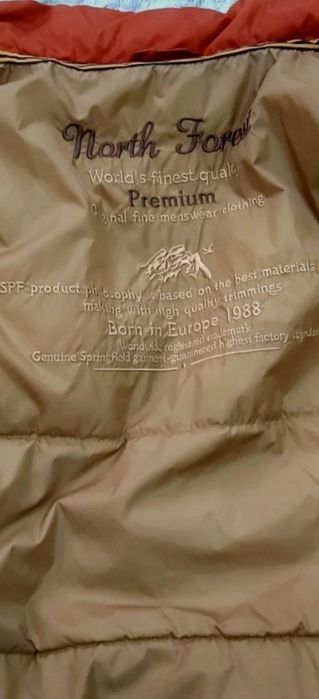 North Forest
World's finest quality
Premium
Original fine menswear clothing
SPF-product philosophy is based on the best materials
making with high quality trimmings
Born in Europe 1988
Worldwide registered trademark
Genuine Springfield garment-guaranteed highest factory standard